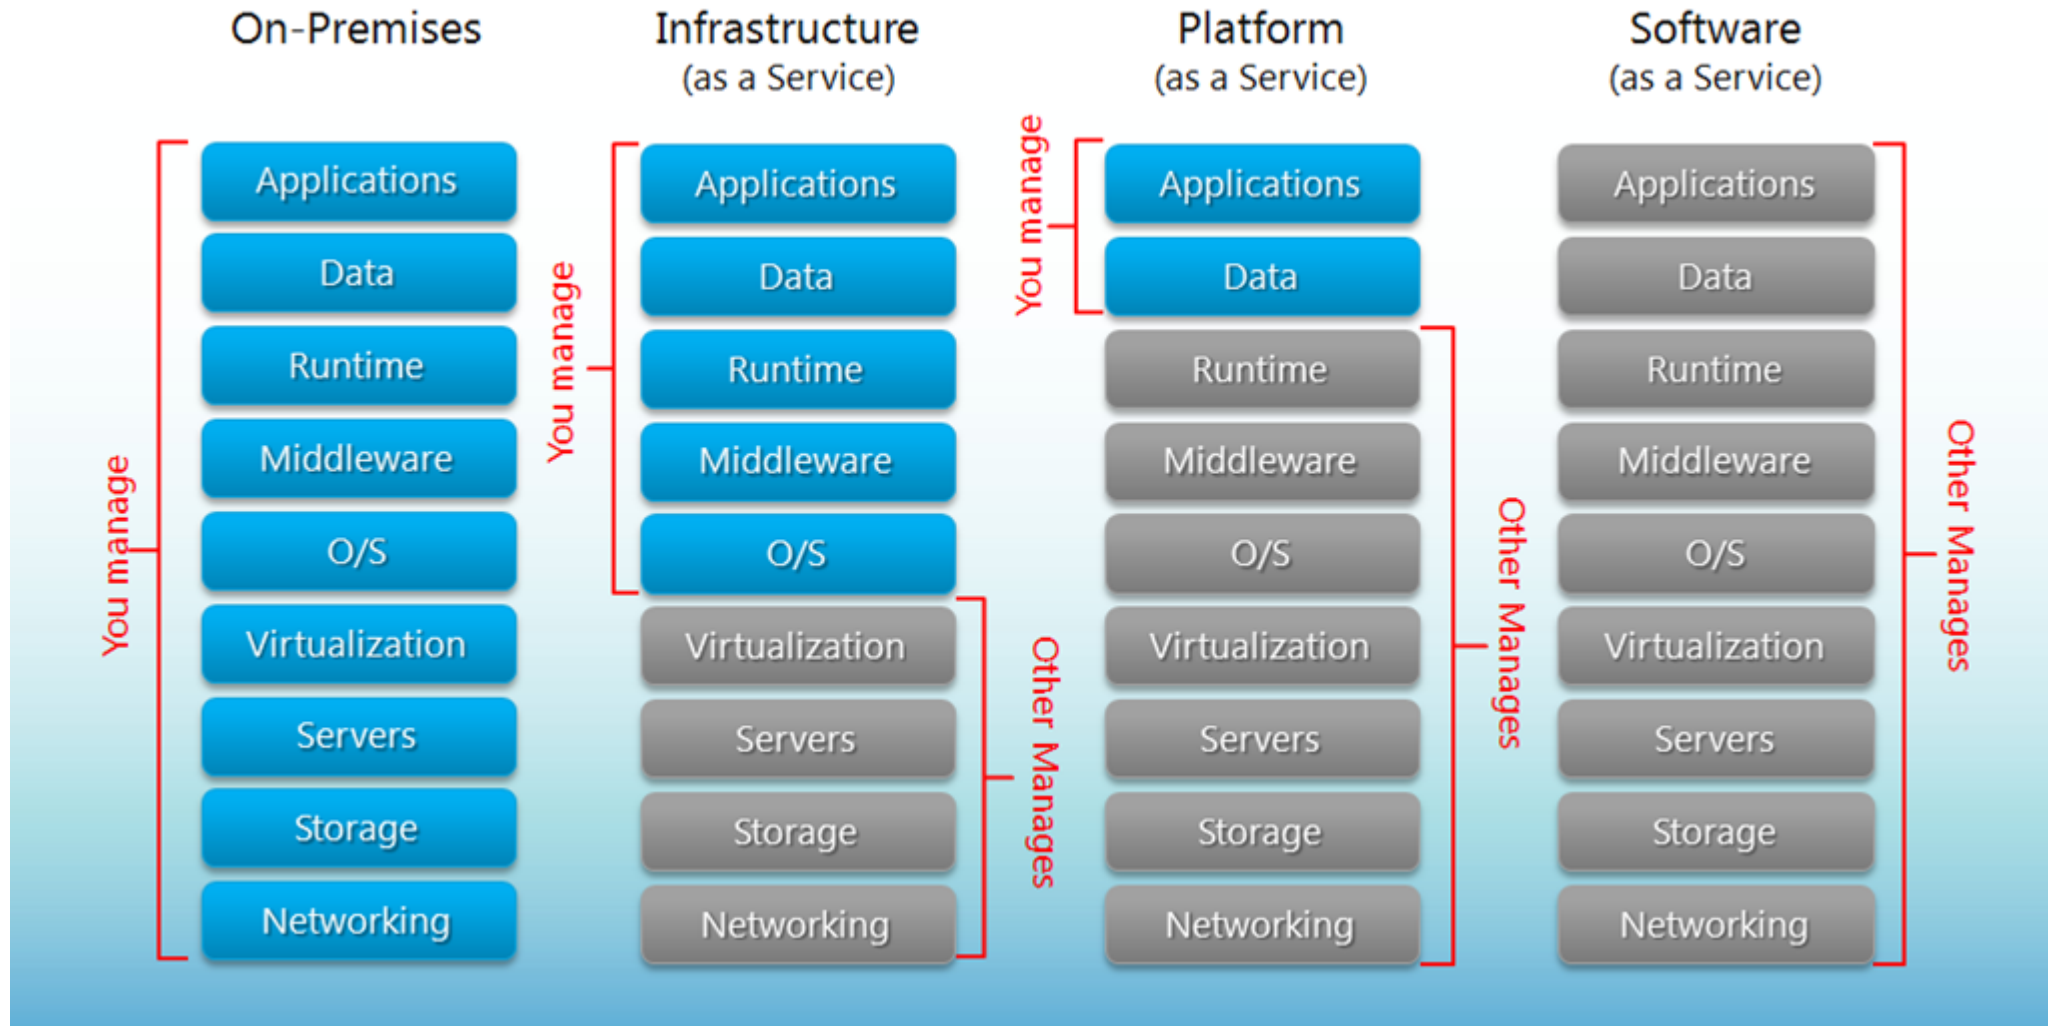 On-Premises
Infrastructure
(as a Service)
Platform
(as a Service)
Software
(as a Service)
You manage
Applications
Data
Runtime
Middleware
O/S
Virtualization
Servers
Storage
Networking
You manage
Applications
Data
Runtime
Middleware
O/S
Virtualization
Servers
Storage
Networking
Other Manages
You manage
Applications
Data
Runtime
Middleware
O/S
Virtualization
Servers
Storage
Networking
Other Manages
Applications
Data
Runtime
Middleware
O/S
Virtualization
Servers
Storage
Networking
Other Manages